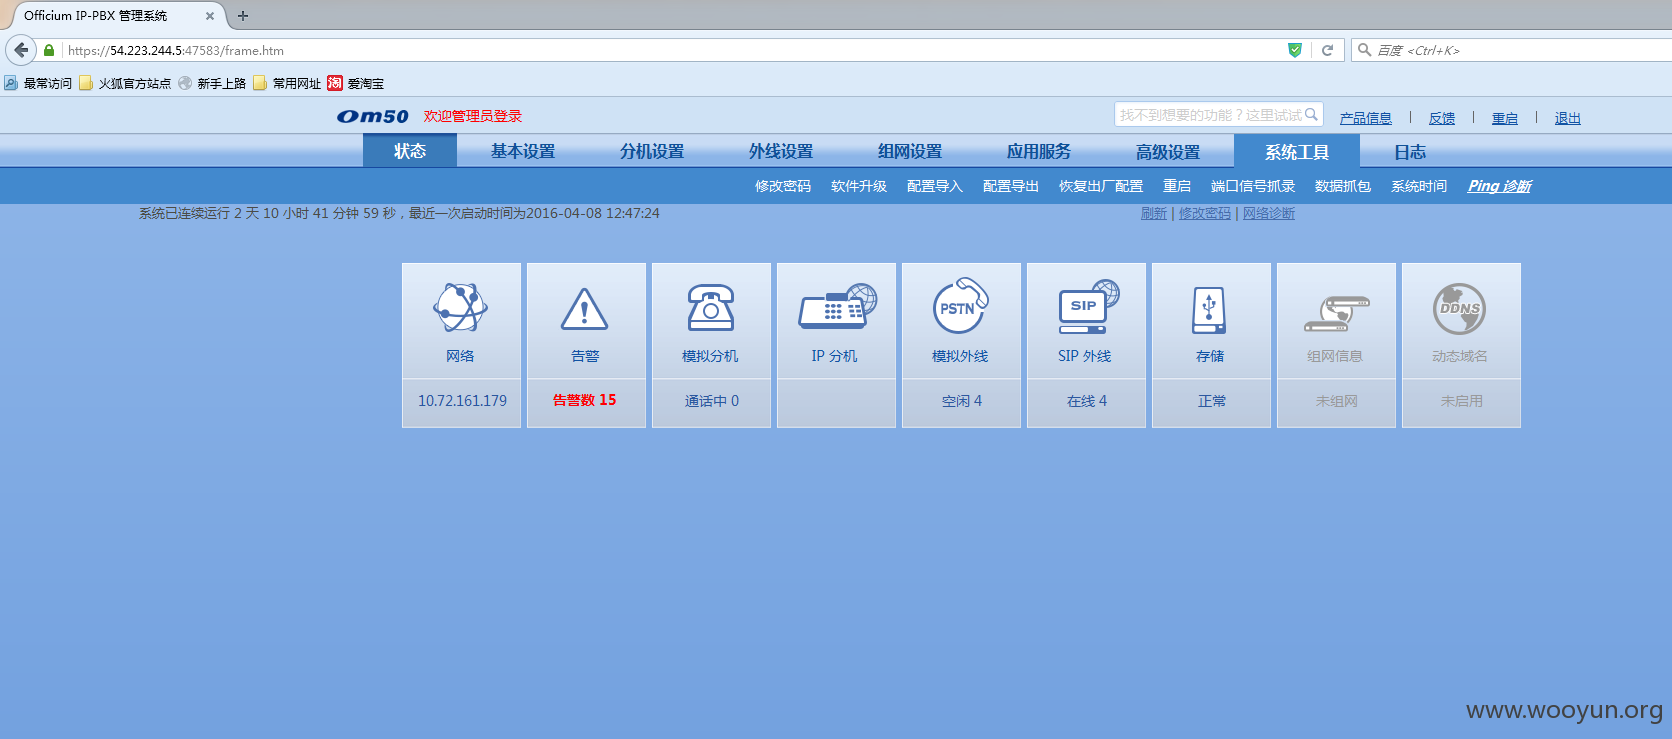 Officium IP-PBX 管理系统
https://54.223.244.5:47583/frame.htm
百度 <Ctrl+K>
最常访问 火狐官方站点 新手上路 常用网址 淘 爱淘宝
Om50 欢迎管理员登录 找不到想要的功能？这里试试 产品信息 | 反馈 | 重启 | 退出
状态 基本设置 分机设置 外线设置 组网设置 应用服务 高级设置 系统工具 日志
修改密码 软件升级 配置导入 配置导出 恢复出厂配置 重启 端口信号抓录 数据抓包 系统时间 Ping 诊断
系统已连续运行 2 天 10 小时 41 分钟 59 秒，最近一次启动时间为2016-04-08 12:47:24 刷新 | 修改密码 | 网络诊断
PSTN SIP DDNS
网络 告警 模拟分机 IP 分机 模拟外线 SIP 外线 存储 组网信息 动态域名
10.72.161.179 告警数 15 通话中 0 空闲 4 在线 4 正常 未组网 未启用
www.wooyun.org